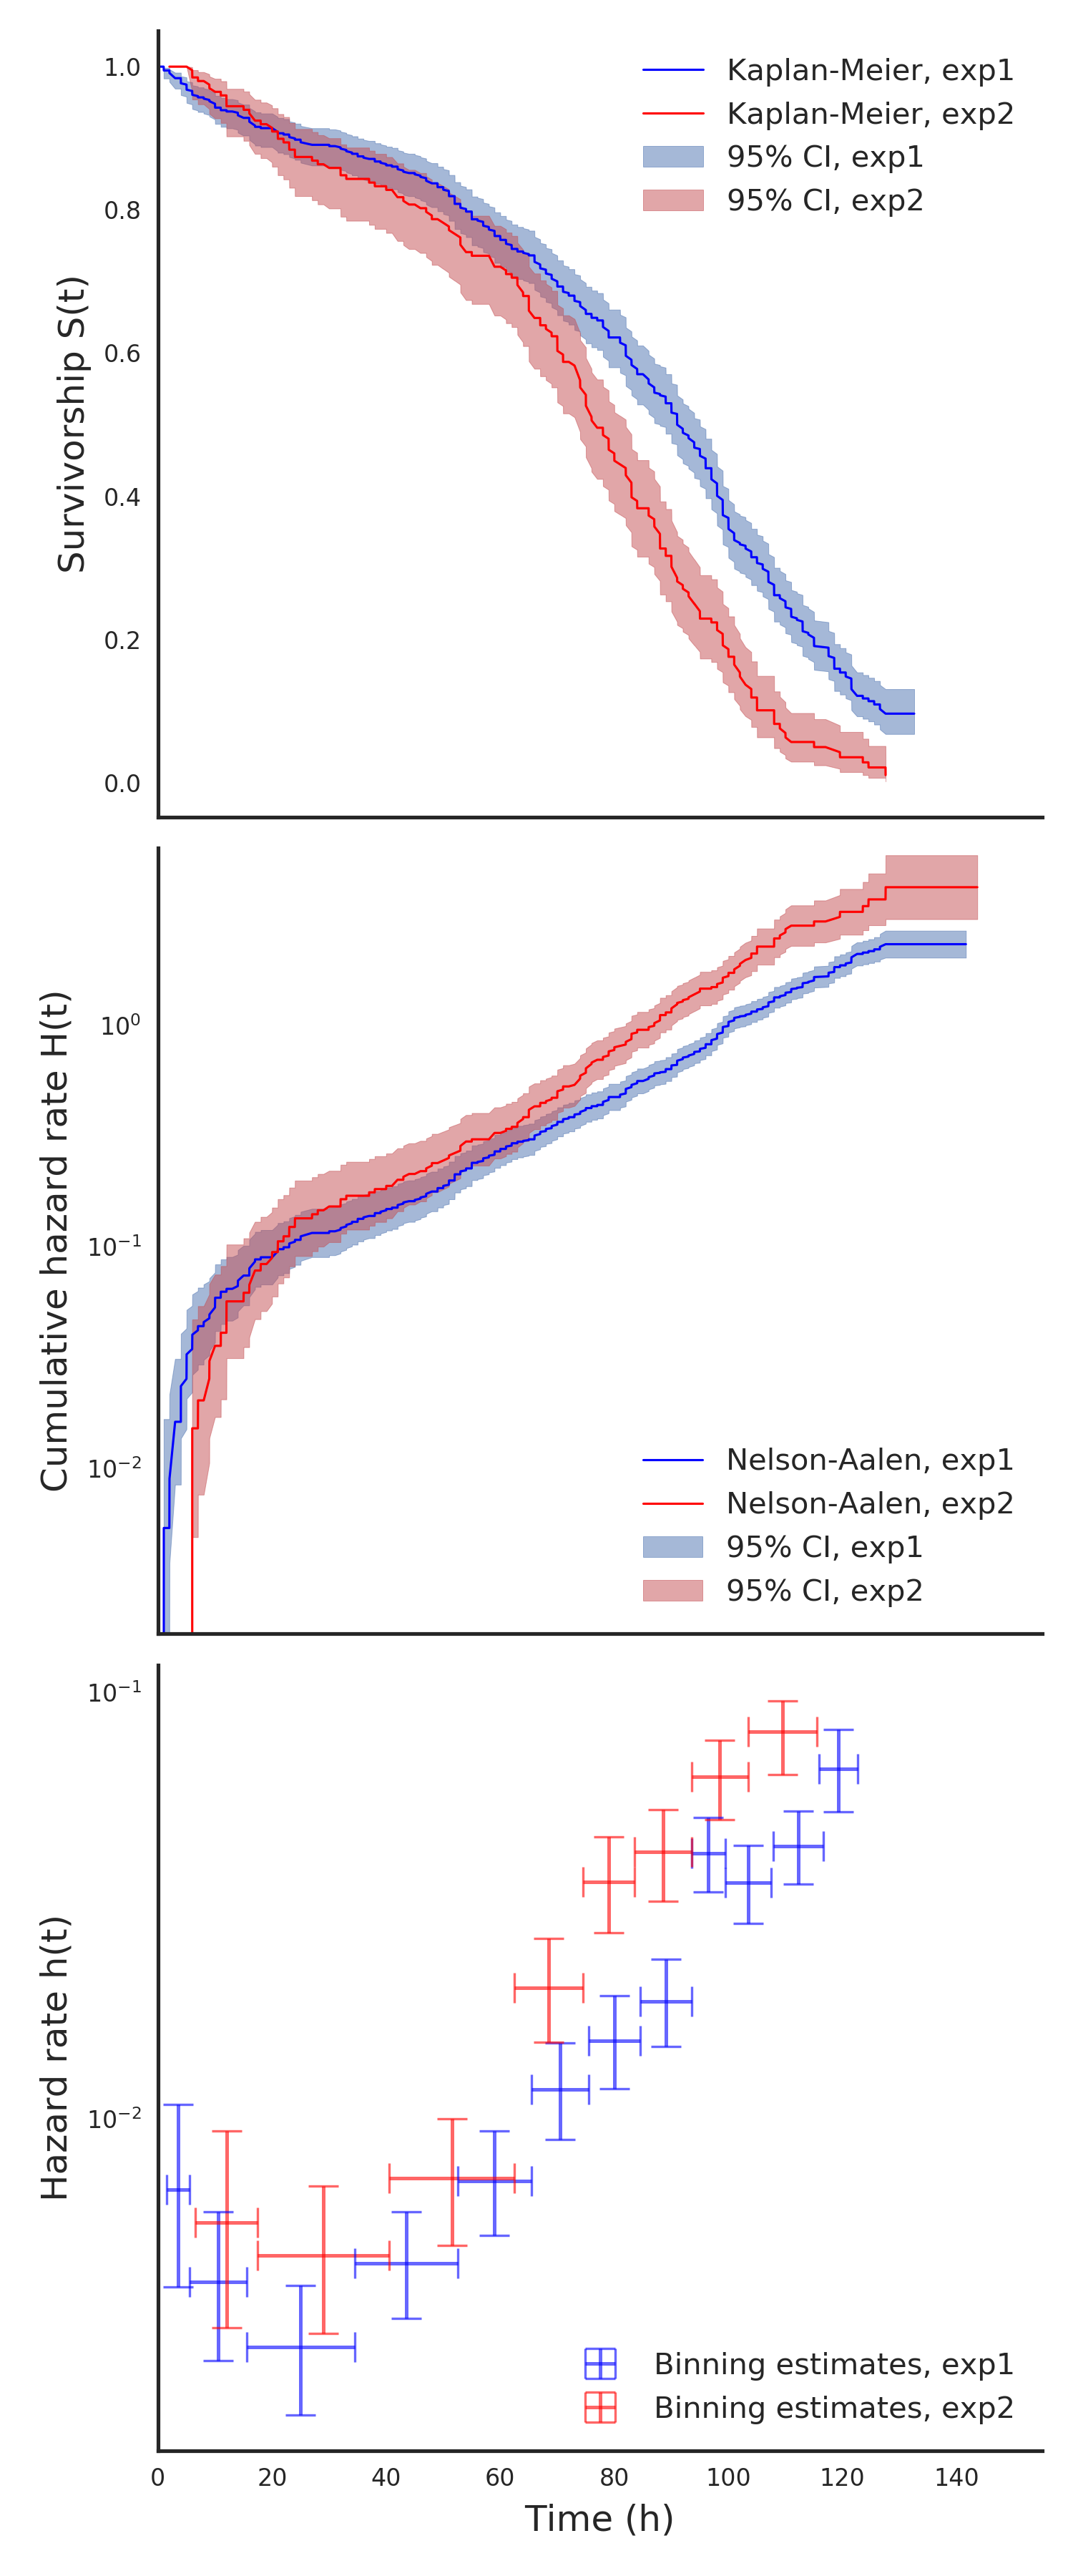 Survivorship S(t)
1.0
0.8
0.6
0.4
0.2
0.0
Kaplan-Meier, exp1
Kaplan-Meier, exp2
95% CI, exp1
95% CI, exp2
Cumulative hazard rate H(t)
10⁰
10⁻¹
10⁻²
Nelson-Aalen, exp1
Nelson-Aalen, exp2
95% CI, exp1
95% CI, exp2
Hazard rate h(t)
10⁻¹
10⁻²
Binning estimates, exp1
Binning estimates, exp2
0 20 40 60 80 100 120 140
Time (h)